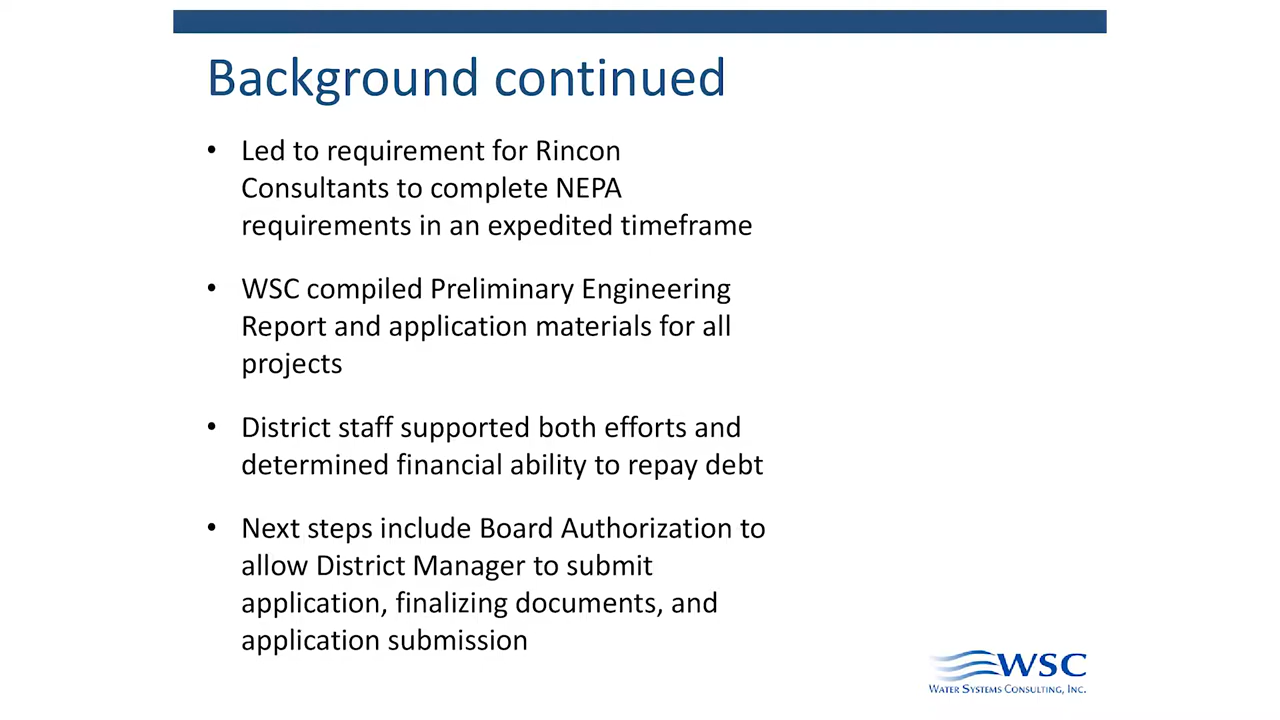 Background continued
• Led to requirement for Rincon
Consultants to complete NEPA
requirements in an expedited timeframe
• WSC compiled Preliminary Engineering
Report and application materials for all
projects
• District staff supported both efforts and
determined financial ability to repay debt
• Next steps include Board Authorization to
allow District Manager to submit
application, finalizing documents, and
application submission
WSC
WATER SYSTEMS CONSULTING, INC.